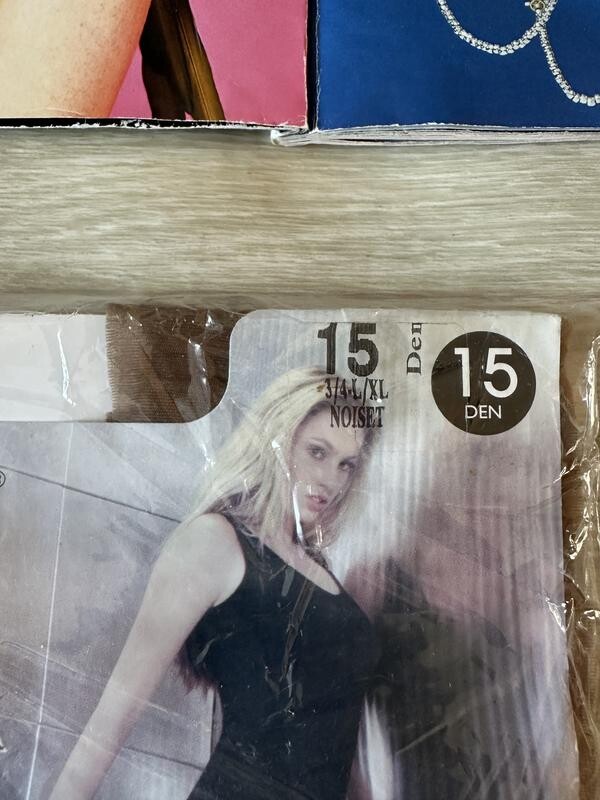 15 Den
3/4-L/XL
NOISET
15
DEN
®